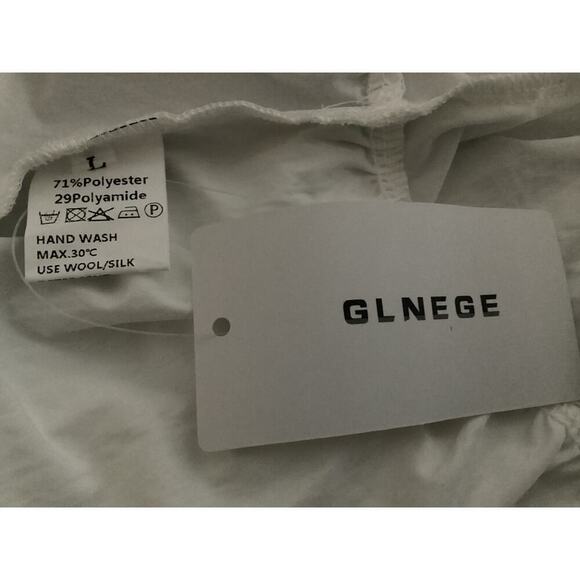 L
71%Polyester
29Polyamide
P
HAND WASH
MAX.30℃
USE WOOL/SILK
GLNEGE